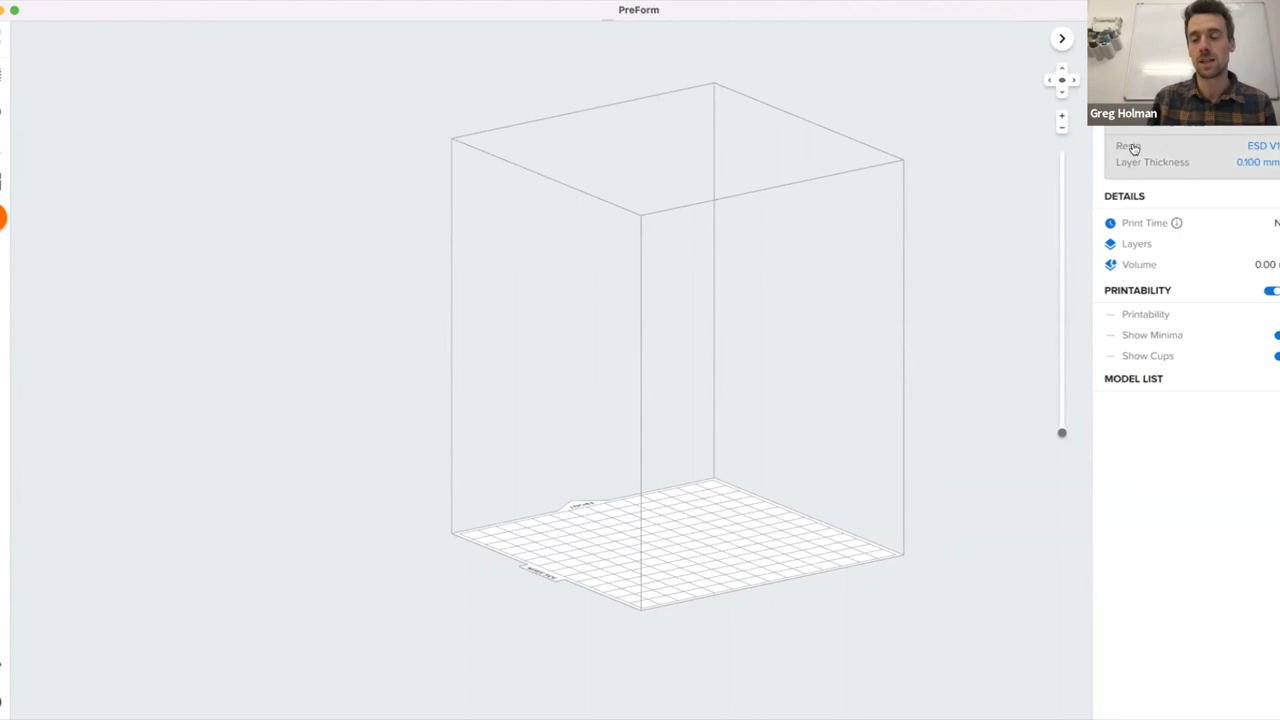 PreForm
Greg Holman
ESD V1
Layer Thickness 0.100 mm
DETAILS
Print Time
Layers
Volume 0.00
PRINTABILITY
Printability
Show Minima
Show Cups
MODEL LIST